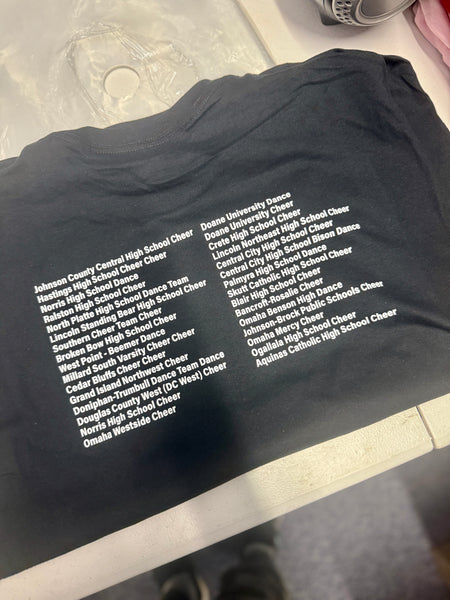 Johnson County Central High School Cheer
Hastings High School Cheer Cheer
Norris High School Dance
Ralston High School Cheer
North Platte High School Dance Team
Lincoln Standing Bear High School Cheer
Southern Cheer Team Cheer
Broken Bow High School Cheer
West Point - Beemer Dance
Millard South Varsity Cheer Cheer
Cedar Bluffs Cheer Cheer
Grand Island Northwest Cheer
Doniphan-Trumbull Dance Team Dance
Douglas County West (DC West) Cheer
Norris High School Cheer
Omaha Westside Cheer
Doane University Dance
Doane University Cheer
Crete High School Cheer
Lincoln Northeast High School Cheer
Central City High School Cheer
Central City High School Bison Dance
Palmyra High School Dance
Skutt Catholic High School Cheer
Blair High School Cheer
Bancroft-Rosalie Cheer
Omaha Benson High Dance
Johnson-Brock Public Schools Cheer
Omaha Mercy Cheer
Ogallala High School Cheer
Aquinas Catholic High School Cheer